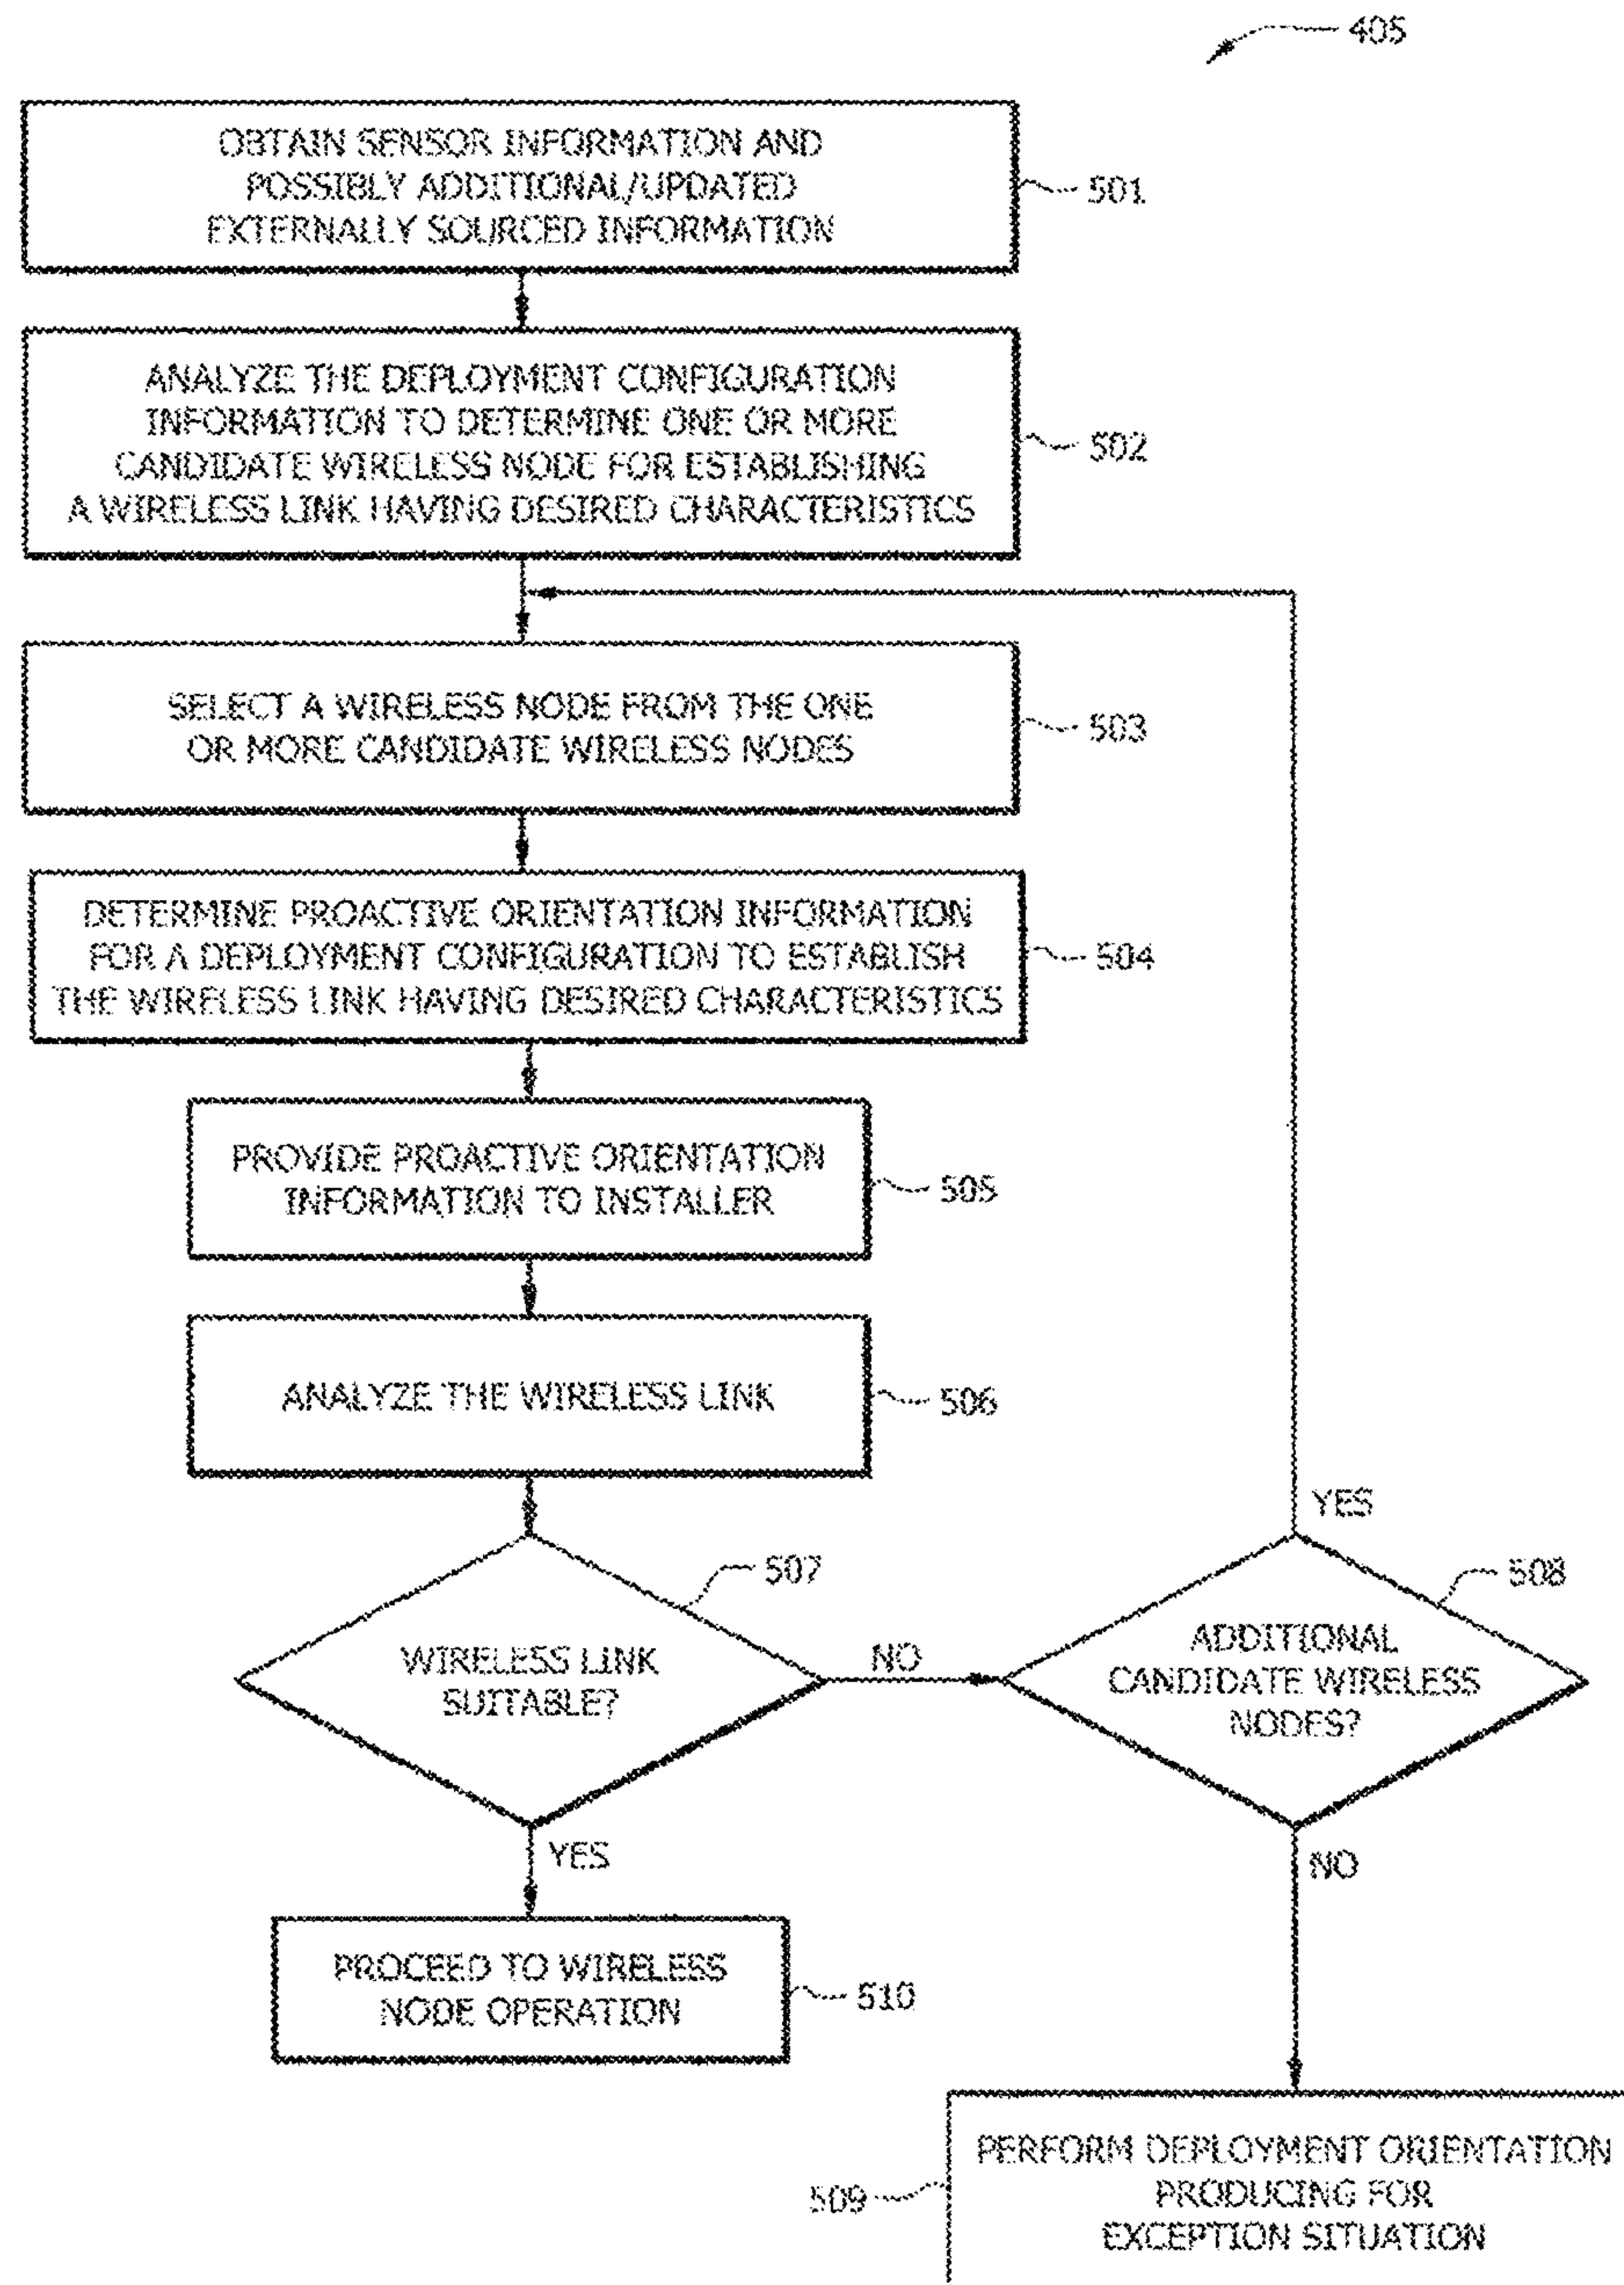 405
OBTAIN SENSOR INFORMATION AND
POSSIBLY ADDITIONAL/UPDATED
EXTERNALLY SOURCED INFORMATION
501
ANALYZE THE DEPLOYMENT CONFIGURATION
INFORMATION TO DETERMINE ONE OR MORE
CANDIDATE WIRELESS NODE FOR ESTABLISHING
A WIRELESS LINK HAVING DESIRED CHARACTERISTICS
502
SELECT A WIRELESS NODE FROM THE ONE
OR MORE CANDIDATE WIRELESS NODES
503
DETERMINE PROACTIVE ORIENTATION INFORMATION
FOR A DEPLOYMENT CONFIGURATION TO ESTABLISH
THE WIRELESS LINK HAVING DESIRED CHARACTERISTICS
504
PROVIDE PROACTIVE ORIENTATION
INFORMATION TO INSTALLER
505
ANALYZE THE WIRELESS LINK
506
WIRELESS LINK
SUITABLE?
507
NO
YES
ADDITIONAL
CANDIDATE WIRELESS
NODES?
508
YES
NO
PROCEED TO WIRELESS
NODE OPERATION
510
PERFORM DEPLOYMENT ORIENTATION
PRODUCING FOR
EXCEPTION SITUATION
509